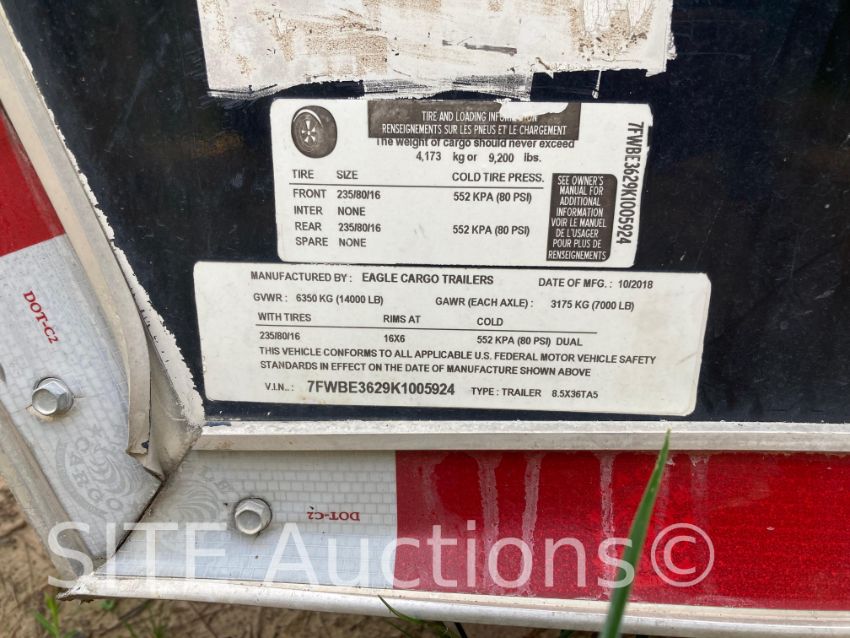 TIRE AND LOADING INFORMATION
RENSEIGNEMENTS SUR LES PNEUS ET LE CHARGEMENT
The weight of cargo should never exceed
4,173 kg or 9,200 lbs.
TIRE SIZE COLD TIRE PRESS.
FRONT 235/80/16 552 KPA (80 PSI)
INTER NONE
REAR 235/80/16 552 KPA (80 PSI)
SPARE NONE
SEE OWNER'S
MANUAL FOR
ADDITIONAL
INFORMATION
VOIR LE MANUEL
DE L'USAGER
POUR PLUS DE
RENSEIGNEMENTS
7FWBE3629K1005924
MANUFACTURED BY : EAGLE CARGO TRAILERS DATE OF MFG. : 10/2018
GVWR : 6350 KG (14000 LB) GAWR (EACH AXLE) : 3175 KG (7000 LB)
WITH TIRES RIMS AT COLD
235/80/16 16X6 552 KPA (80 PSI) DUAL
THIS VEHICLE CONFORMS TO ALL APPLICABLE U.S. FEDERAL MOTOR VEHICLE SAFETY
STANDARDS IN EFFECT ON THE DATE OF MANUFACTURE SHOWN ABOVE
V.I.N.. : 7FWBE3629K1005924 TYPE : TRAILER 8.5X36TA5
DOT-C2
DOT-C2
SITE Auctions©